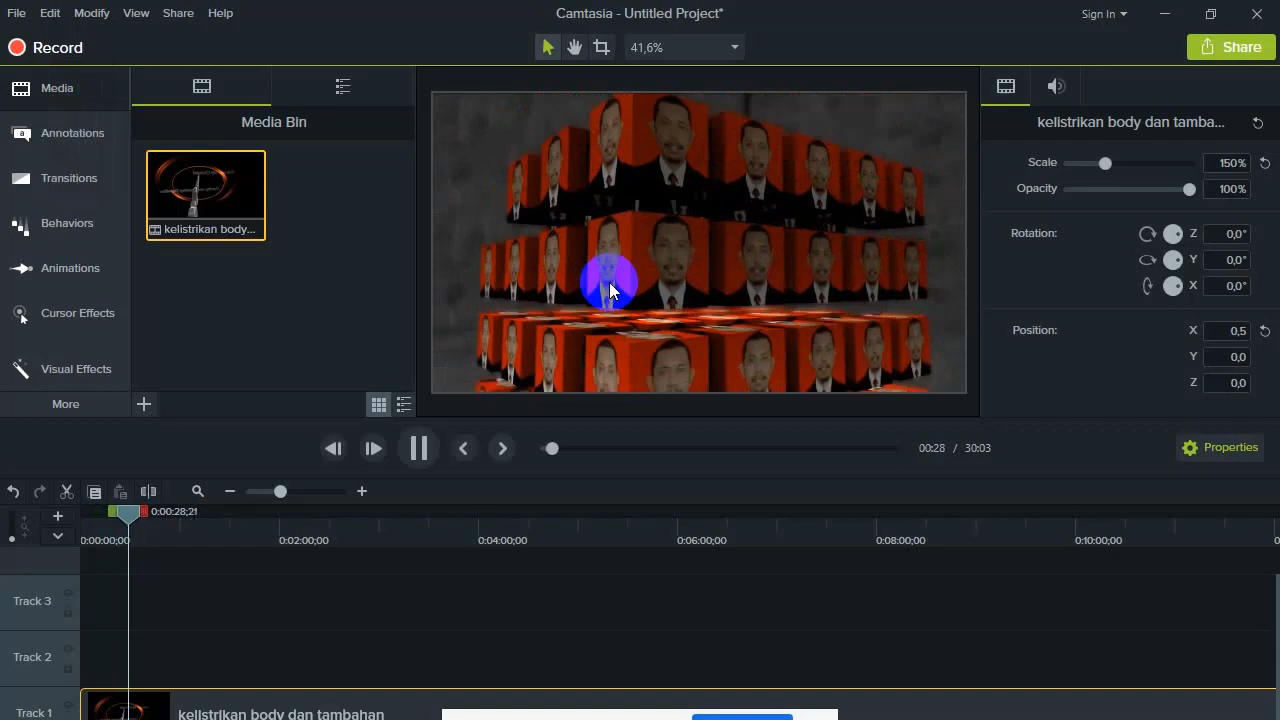 File Edit Modify View Share Help
Camtasia - Untitled Project*
Sign In
Record
41,6%
Share
Media
Annotations
Transitions
Behaviors
Animations
Cursor Effects
Visual Effects
More
Media Bin
kelistrikan body...
kelistrikan body dan tamba...
Scale 150%
Opacity 100%
Rotation: Z 0,0°
Y 0,0°
X 0,0°
Position: X 0,5
Y 0,0
Z 0,0
00:28 / 30:03
Properties
0:00:28;21
0:00:00;00 0:02:00;00 0:04:00;00 0:06:00;00 0:08:00;00 0:10:00;00
Track 3
Track 2
Track 1
kelistrikan body dan tambahan